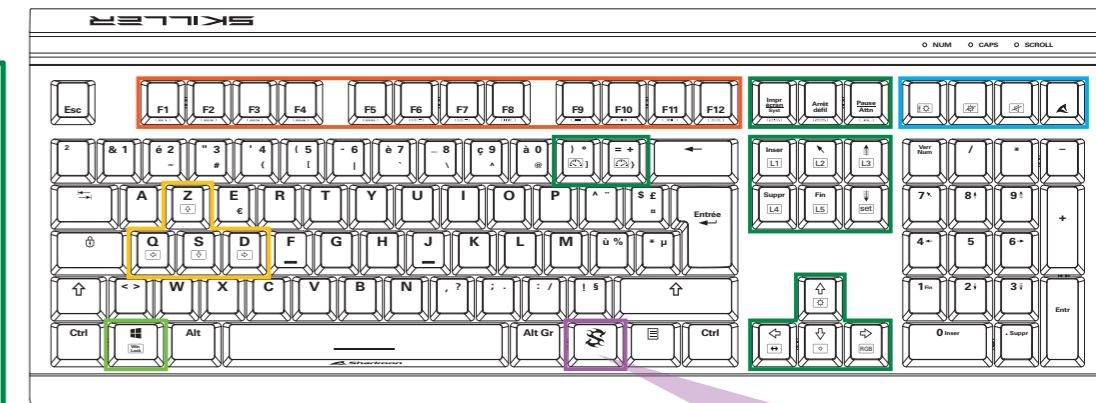 SKILLER
NUM CAPS SCROLL
Esc F1 F2 F3 F4 F5 F6 F7 F8 F9 F10 F11 F12 Impr écran Syst Arrêt défil Pause Attn
² & 1 é 2 ~ " 3 # ' 4 { ( 5 [ - 6 | è 7 ` _ 8 \ ç 9 ^ à 0 @ ) ° ] = + } Inser L1 L2 L3 Verr Num / * -
A Z E € R T Y U I O P ^ ¨ $ £ ¤ Entrée Suppr L4 Fin L5 set 7 8 9 +
Q S D F G H J K L M ù % * µ 4 5 6
< > W X C V B N , ? ; . : / ! § 1 Fin 2 3 Entr
Ctrl Win Lock Alt Alt Gr Ctrl RGB 0 Inser . Suppr
Sharkoon